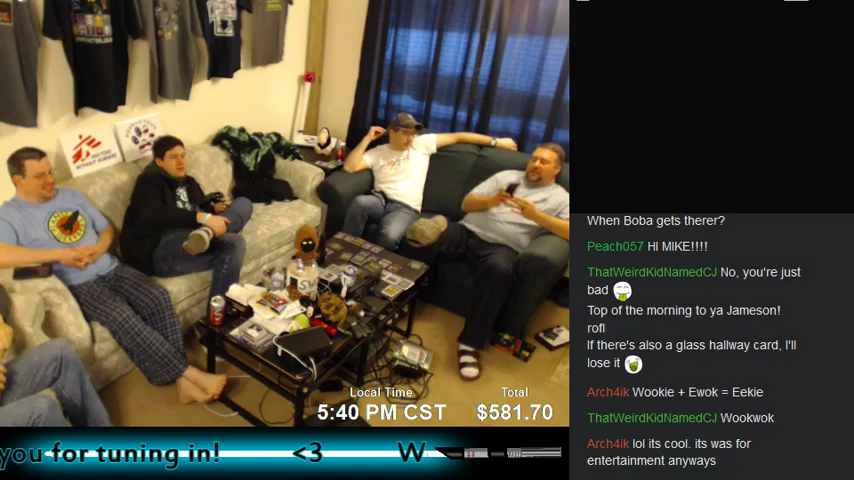 DOCTORS
WITHOUT BORDERS
Local Time
Total
5:40 PM CST
$581.70
you for tuning in!
<3
W
When Boba gets therer?
Peach057 HI MIKE!!!!
ThatWeirdKidNamedCJ No, you're just
bad
Top of the morning to ya Jameson!
rofl
If there's also a glass hallway card, I'll
lose it
Arch4ik Wookie + Ewok = Eekie
ThatWeirdKidNamedCJ Wookwok
Arch4ik lol its cool. its was for
entertainment anyways